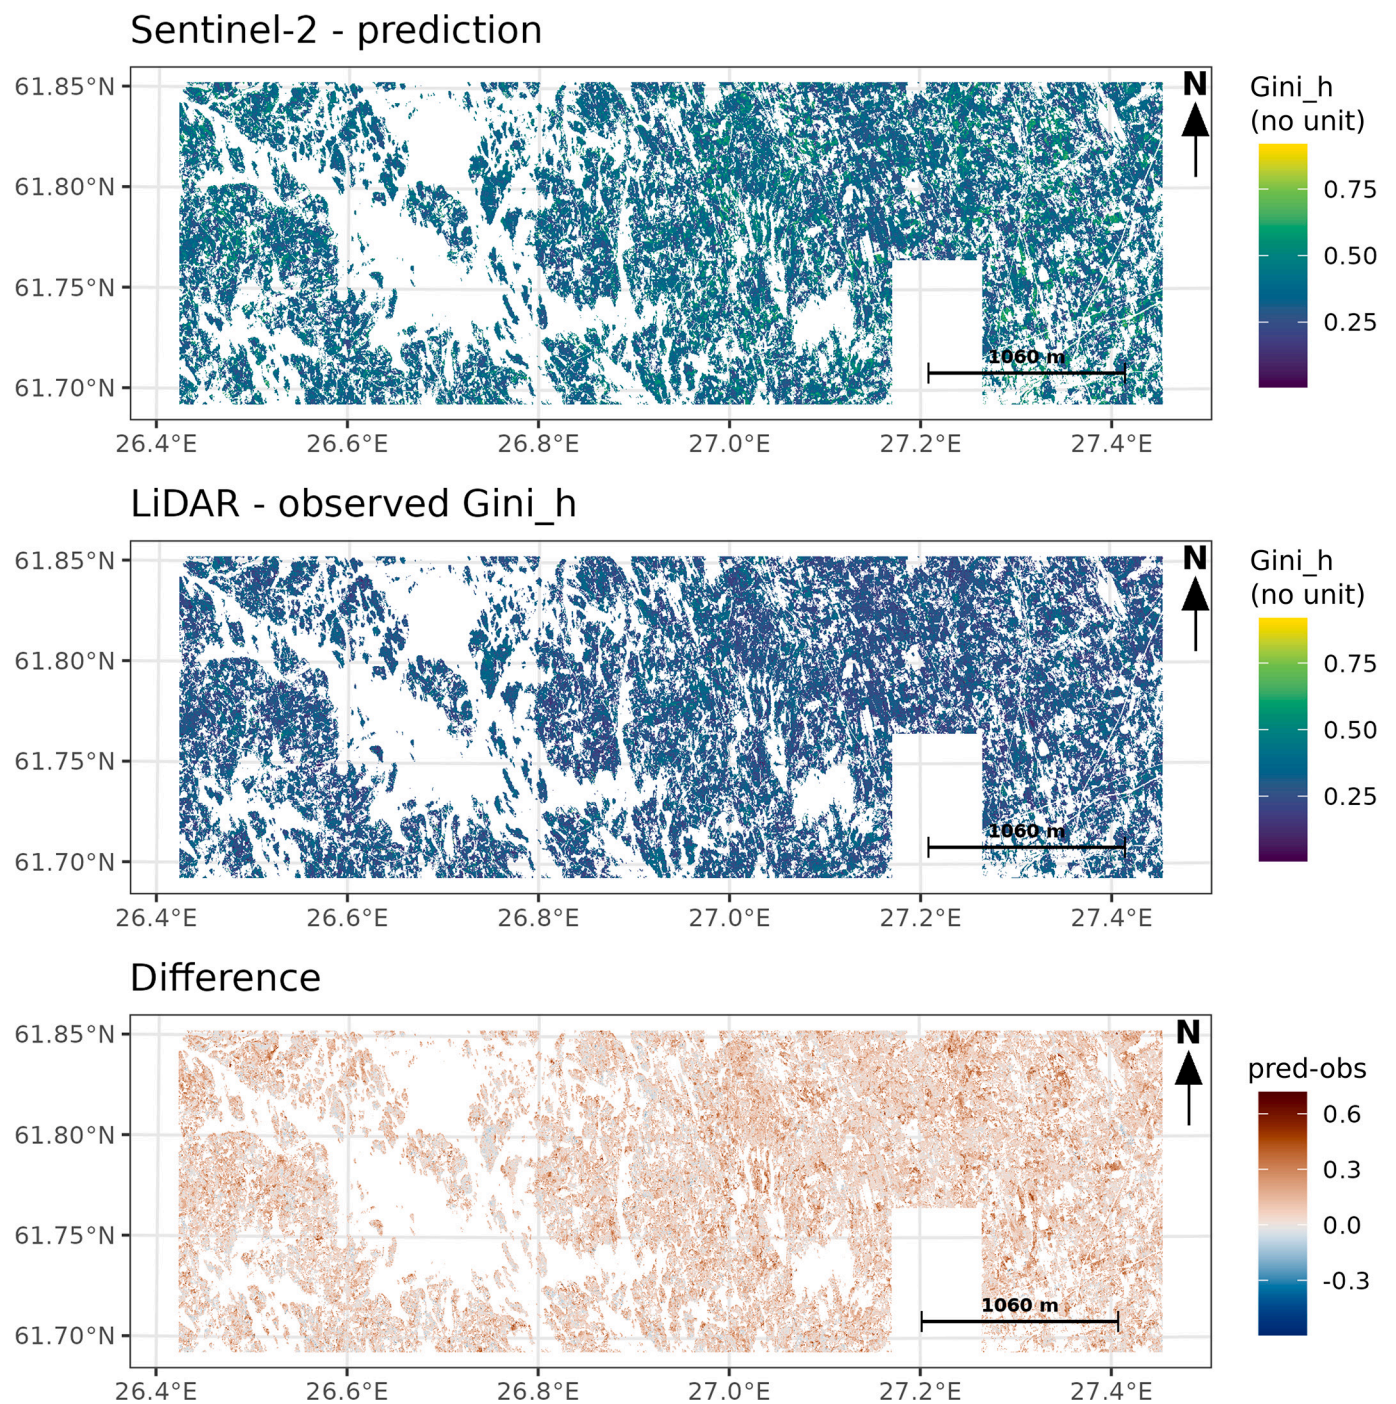 Sentinel-2 - prediction
61.85°N
61.80°N
61.75°N
61.70°N
26.4°E 26.6°E 26.8°E 27.0°E 27.2°E 27.4°E
N
1060 m
Gini_h
(no unit)
0.75
0.50
0.25
LiDAR - observed Gini_h
61.85°N
61.80°N
61.75°N
61.70°N
26.4°E 26.6°E 26.8°E 27.0°E 27.2°E 27.4°E
N
1060 m
Gini_h
(no unit)
0.75
0.50
0.25
Difference
61.85°N
61.80°N
61.75°N
61.70°N
26.4°E 26.6°E 26.8°E 27.0°E 27.2°E 27.4°E
N
1060 m
pred-obs
0.6
0.3
0.0
-0.3